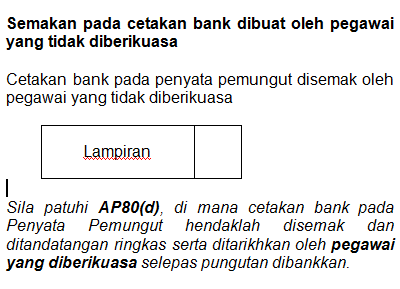 Semakan pada cetakan bank dibuat oleh pegawai
yang tidak diberikuasa
Cetakan bank pada penyata pemungut disemak oleh
pegawai yang tidak diberikuasa
Lampiran
Sila patuhi AP80(d), di mana cetakan bank pada
Penyata Pemungut hendaklah disemak dan
ditandatangan ringkas serta ditarikhkan oleh pegawai
yang diberikuasa selepas pungutan dibankkan.